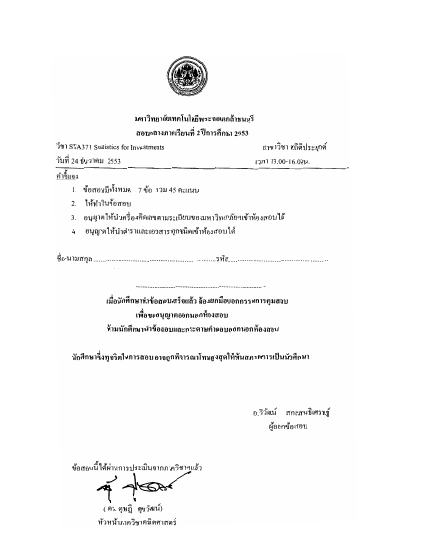 มหาวิทยาลัยเทคโนโลยีพระจอมเกล้าธนบุรี
สอบกลางภาคเรียนที่ 2 ปีการศึกษา 2553
วิชา STA371 Statistics for Investments สาขาวิชา สถิติประยุกต์
วันที่ 24 ธันวาคม 2553 เวลา 13.00-16.00น.
คำชี้แจง
1. ข้อสอบมีทั้งหมด 7 ข้อ รวม 45 คะแนน
2. ให้ทำในข้อสอบ
3. อนุญาตให้นำเครื่องคิดเลขตามระเบียบของมหาวิทยาลัยฯเข้าห้องสอบได้
4. อนุญาตให้นำตำราและเอกสารทุกชนิดเข้าห้องสอบได้
ชื่อ-นามสกุล...............................................รหัส...............................................
เมื่อนักศึกษาทำข้อสอบเสร็จแล้ว ต้องยกมือบอกกรรมการคุมสอบ
เพื่อขออนุญาตออกนอกห้องสอบ
ห้ามนักศึกษานำข้อสอบและกระดาษคำตอบออกนอกห้องสอบ
นักศึกษาซึ่งทุจริตในการสอบ อาจถูกพิจารณาโทษสูงสุดให้พ้นสภาพการเป็นนักศึกษา
ผู้ออกข้อสอบ
ข้อสอบนี้ได้ผ่านการประเมินจากภาควิชาฯแล้ว
( ดร. ดุษฎี ศุขวัฒน์)
หัวหน้าภาควิชาคณิตศาสตร์